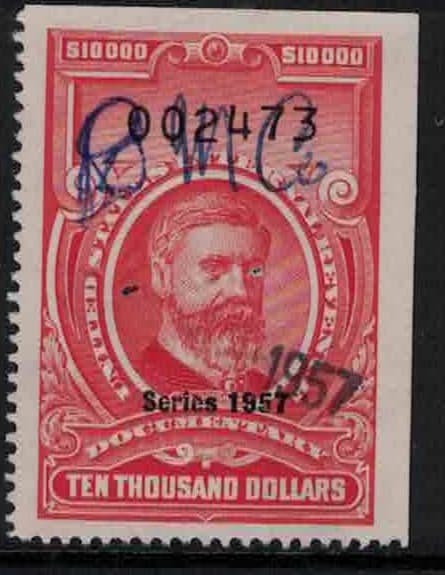 $10000 $10000
002473
UNITED STATES INTERNAL REVENUE
1957
Series 1957
DOCUMENTARY
TEN THOUSAND DOLLARS